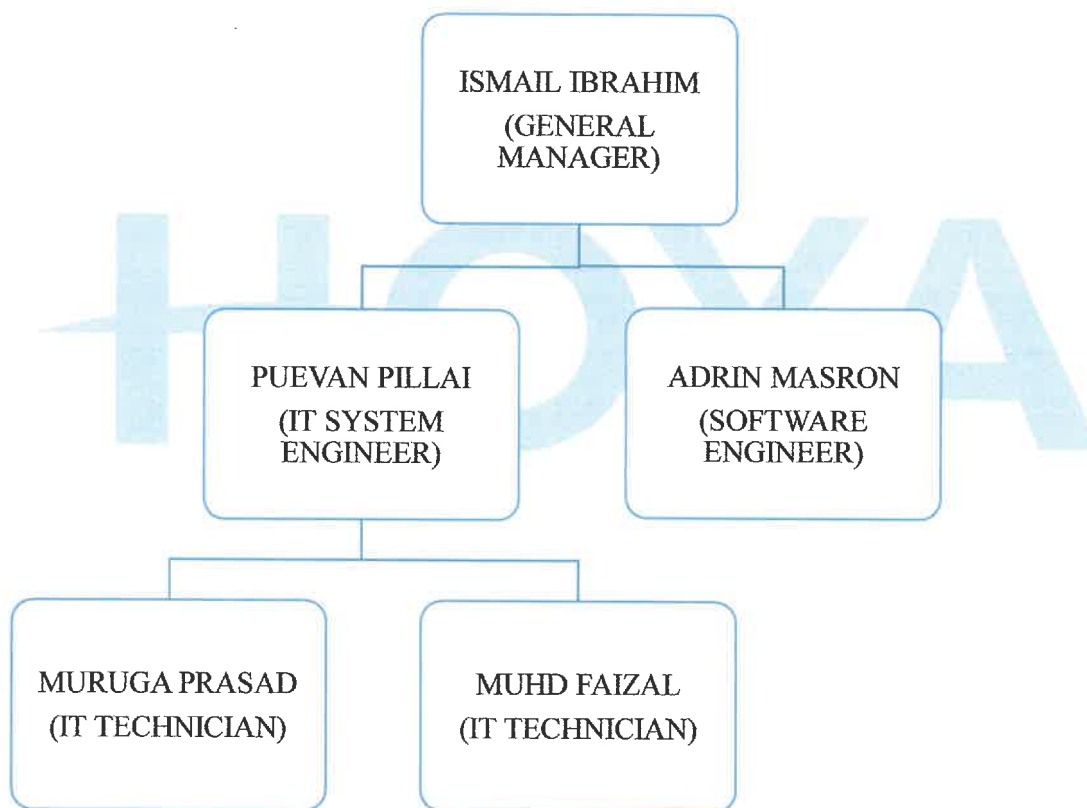 ISMAIL IBRAHIM
(GENERAL
MANAGER)
HOYA
PUEVAN PILLAI
(IT SYSTEM
ENGINEER)
ADRIN MASRON
(SOFTWARE
ENGINEER)
MURUGA PRASAD
(IT TECHNICIAN)
MUHD FAIZAL
(IT TECHNICIAN)